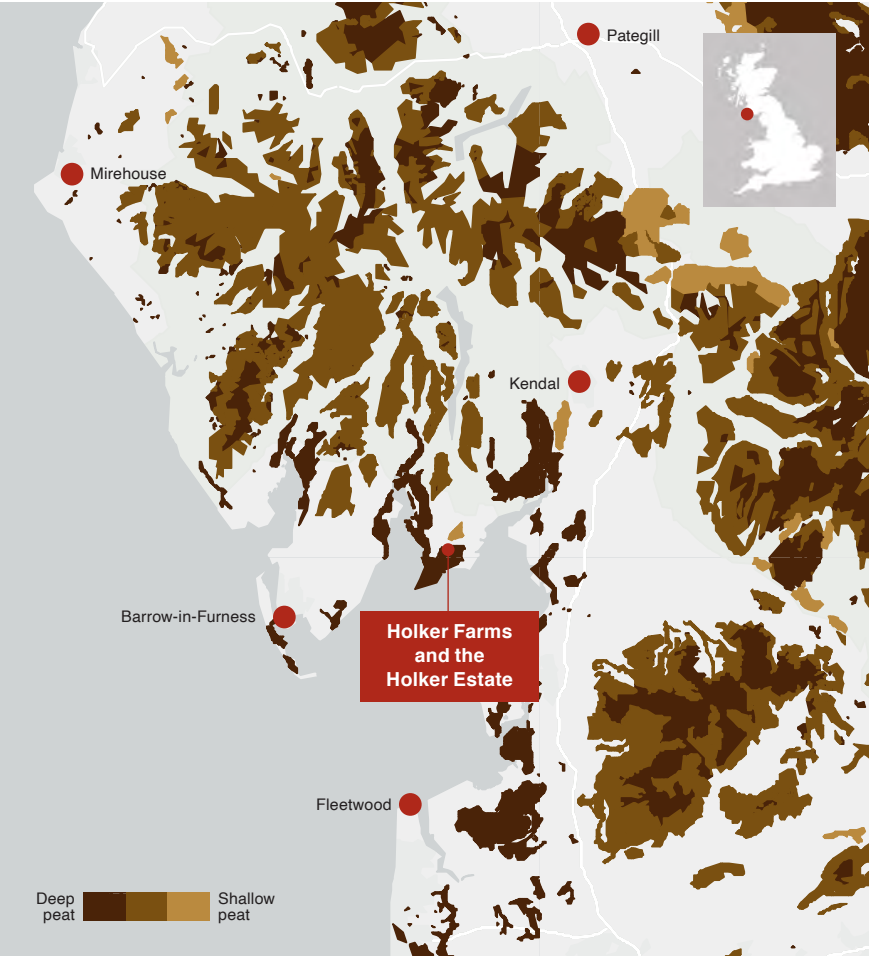 Pategill
Mirehouse
Kendal
Barrow-in-Furness
Holker Farms
and the
Holker Estate
Fleetwood
Deep
peat
Shallow
peat